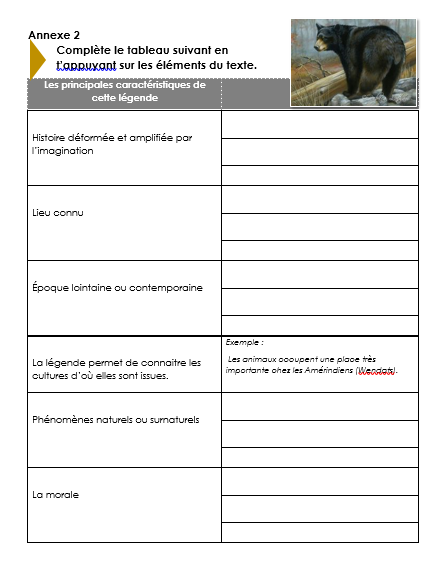 Annexe 2
Complète le tableau suivant en
t'appuyant sur les éléments du texte.
Les principales caractéristiques de
cette légende
Histoire déformée et amplifiée par
l'imagination
Lieu connu
Époque lointaine ou contemporaine
La légende permet de connaitre les
cultures d'où elles sont issues.
Exemple :
Les animaux occupent une place très
importante chez les Amérindiens (Wendats).
Phénomènes naturels ou surnaturels
La morale